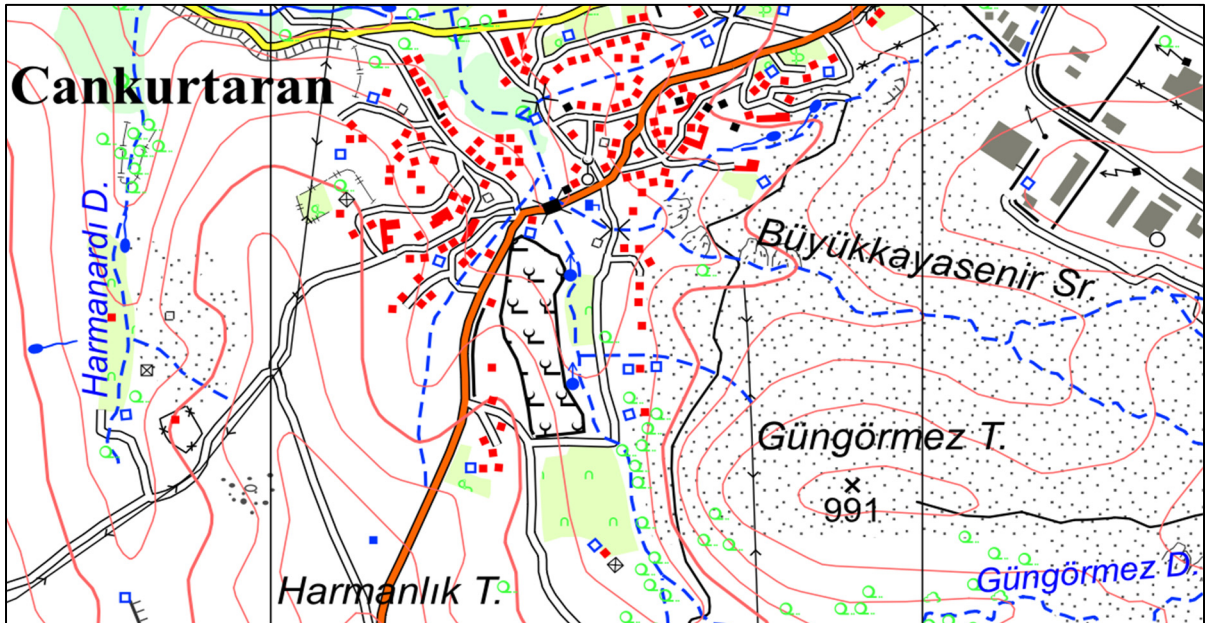 Cankurtaran
Harmanardı D.
Büyükkayasenir Sr.
Güngörmez T.
991
Güngörmez D.
Harmanlık T.